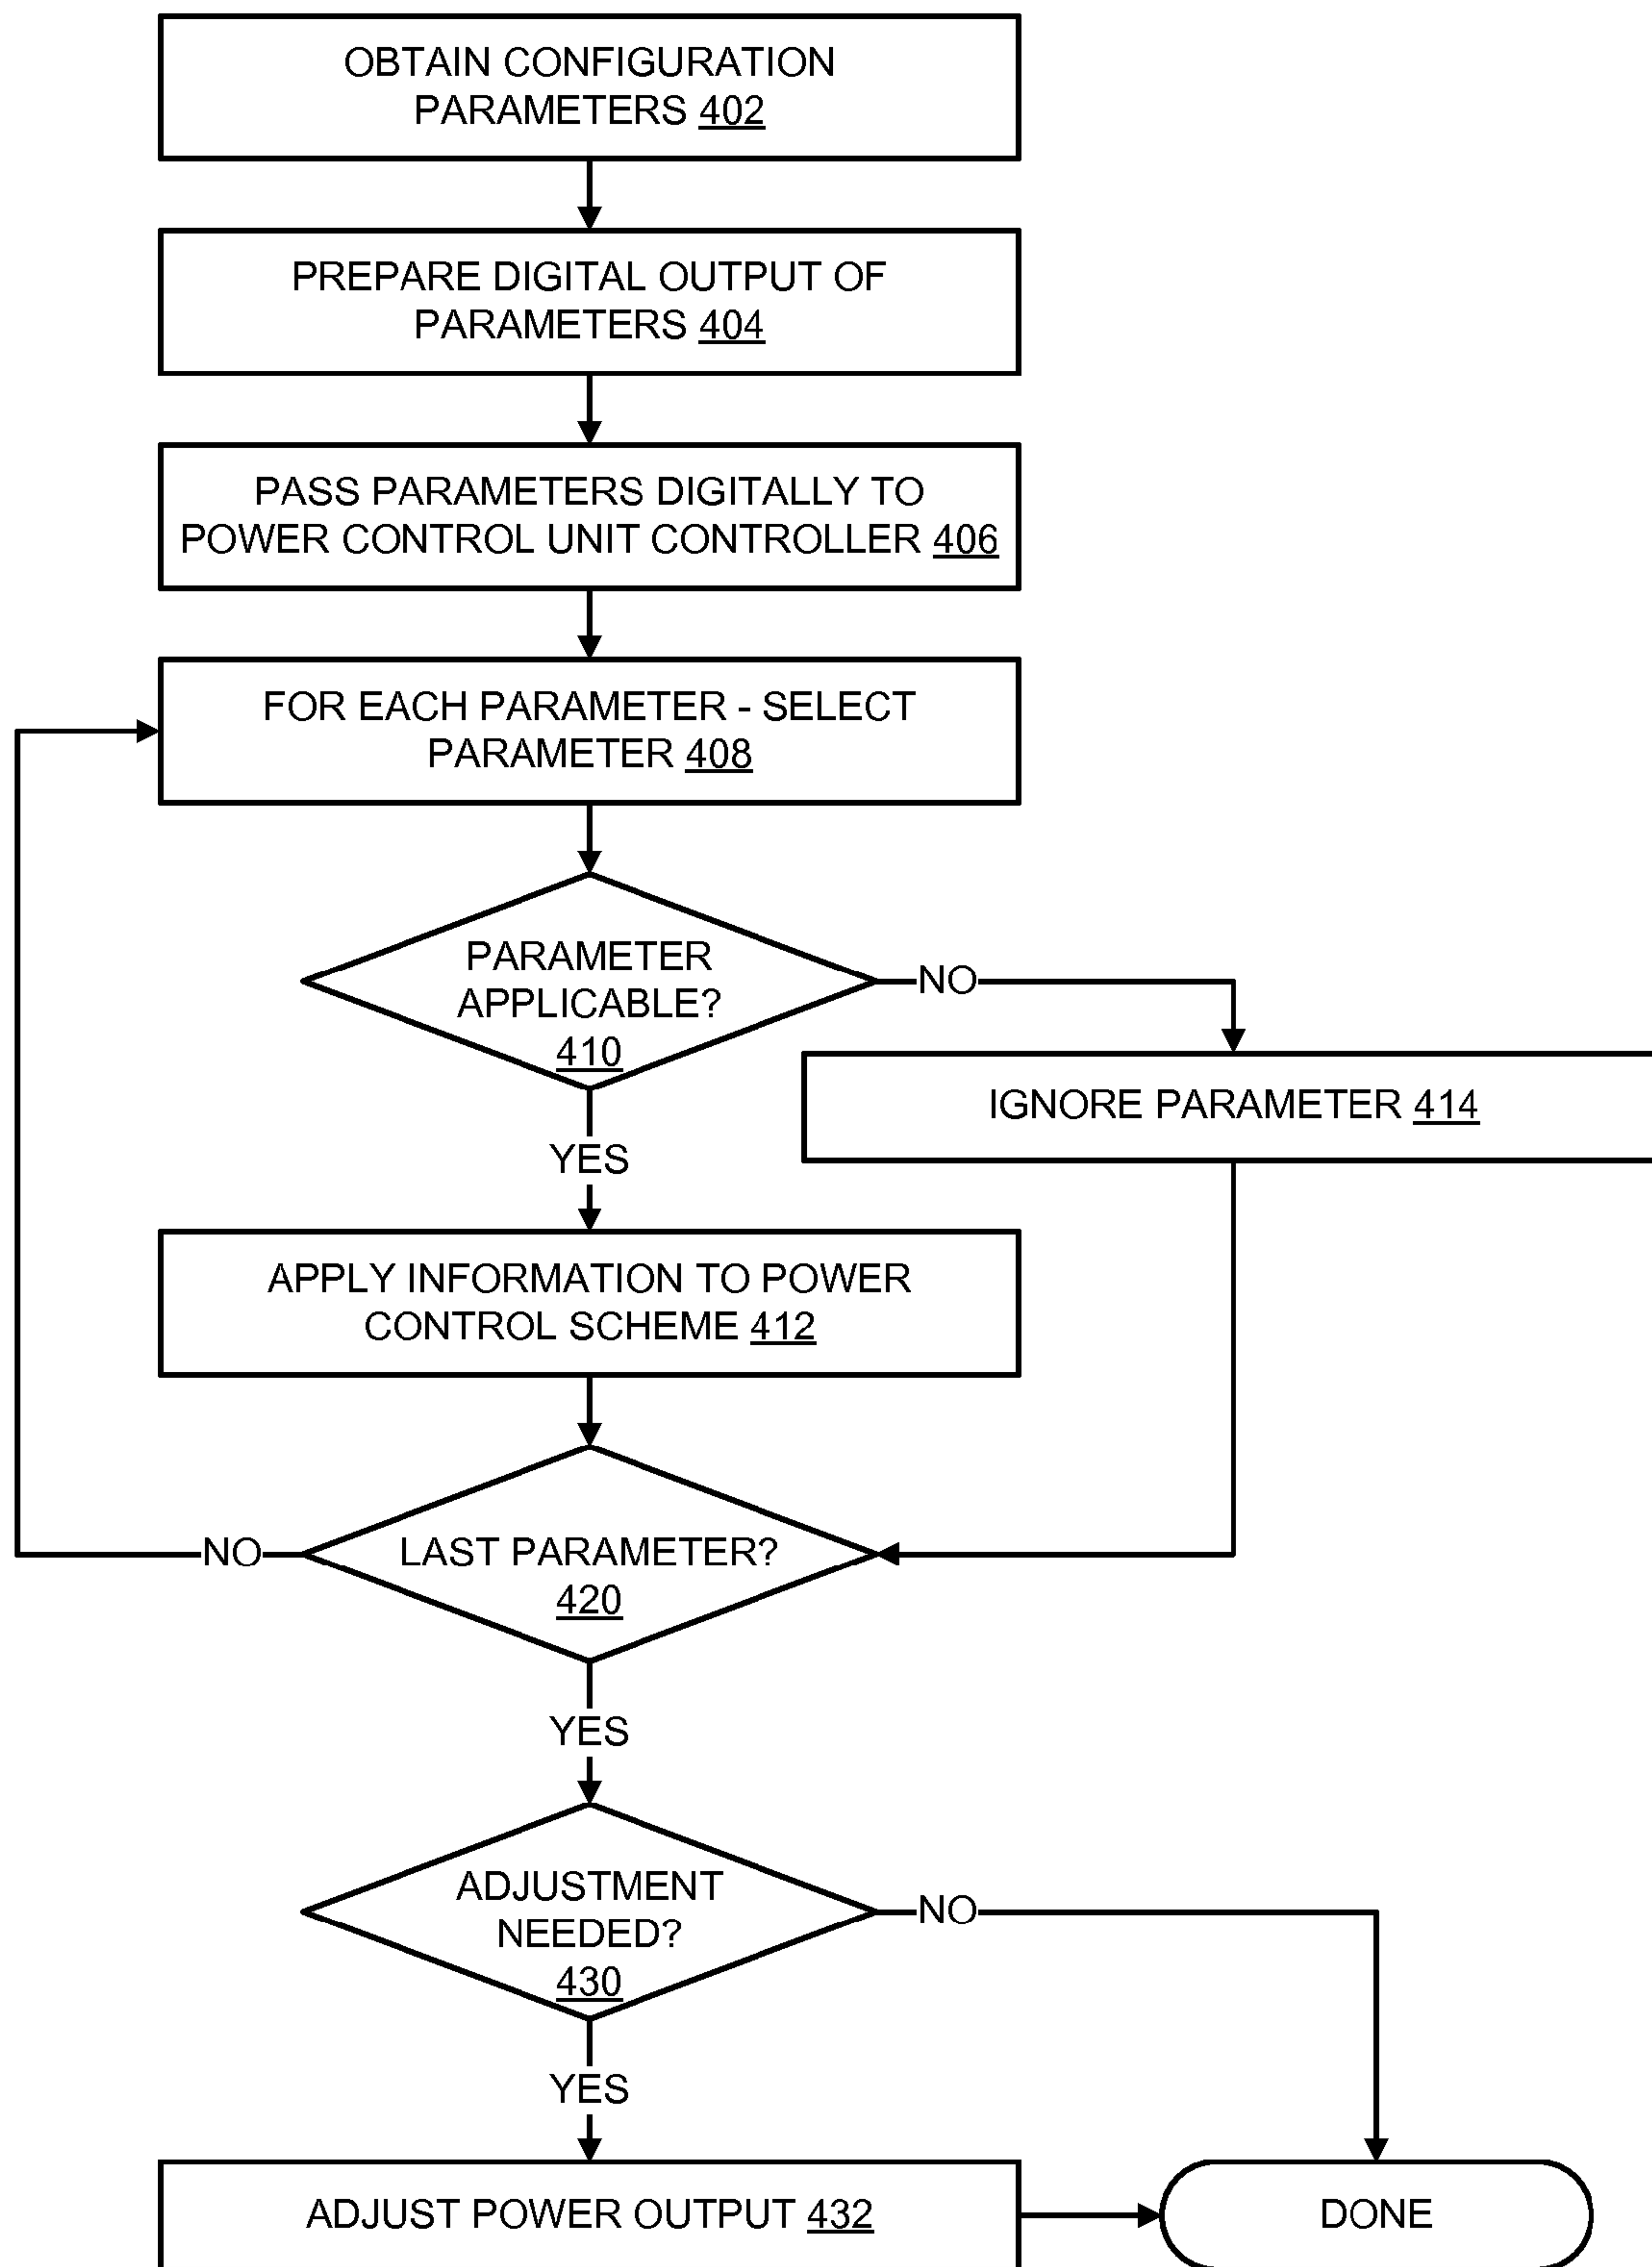 OBTAIN CONFIGURATION
PARAMETERS 402
PREPARE DIGITAL OUTPUT OF
PARAMETERS 404
PASS PARAMETERS DIGITALLY TO
POWER CONTROL UNIT CONTROLLER 406
FOR EACH PARAMETER - SELECT
PARAMETER 408
PARAMETER
APPLICABLE?
410
NO
IGNORE PARAMETER 414
YES
APPLY INFORMATION TO POWER
CONTROL SCHEME 412
NO
LAST PARAMETER?
420
YES
ADJUSTMENT
NEEDED?
430
NO
YES
ADJUST POWER OUTPUT 432
DONE